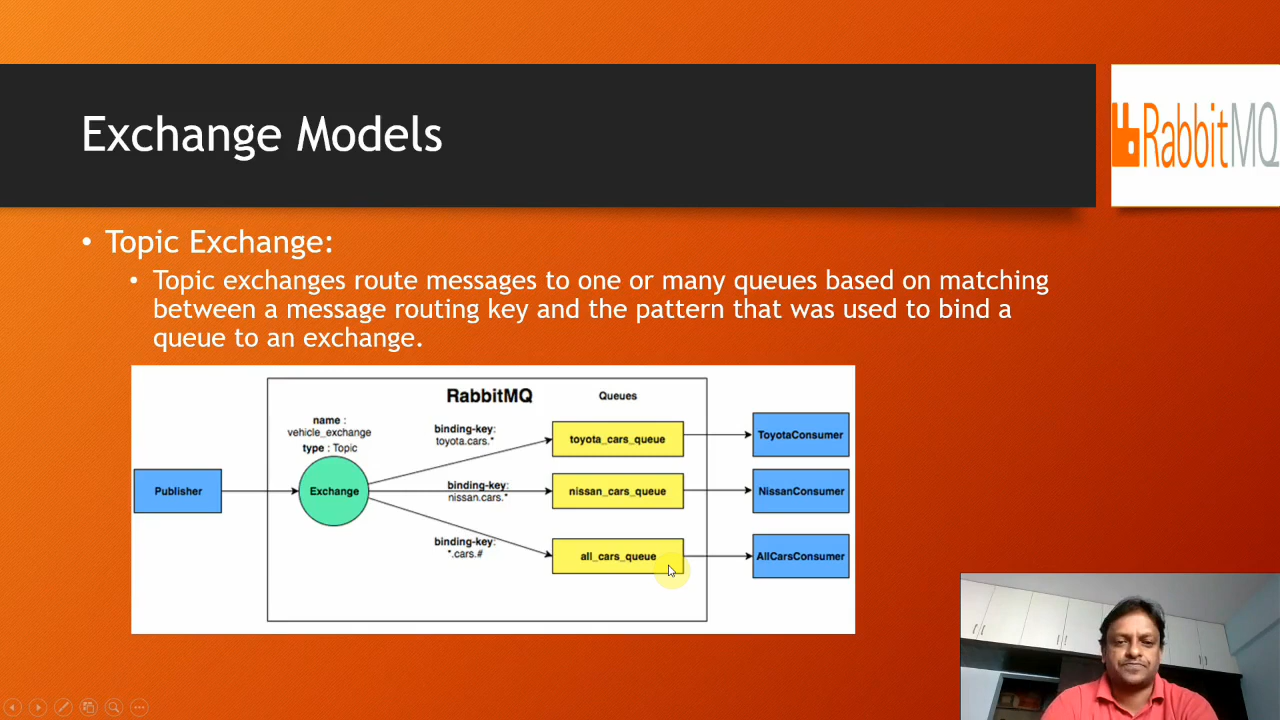 Exchange Models
RabbitMQ
• Topic Exchange:
• Topic exchanges route messages to one or many queues based on matching
between a message routing key and the pattern that was used to bind a
queue to an exchange.
RabbitMQ
Queues
name :
vehicle_exchange
type : Topic
binding-key:
toyota.cars.*
toyota_cars_queue
ToyotaConsumer
Publisher
Exchange
binding-key:
nissan.cars.*
nissan_cars_queue
NissanConsumer
binding-key:
*.cars.#
all_cars_queue
AllCarsConsumer